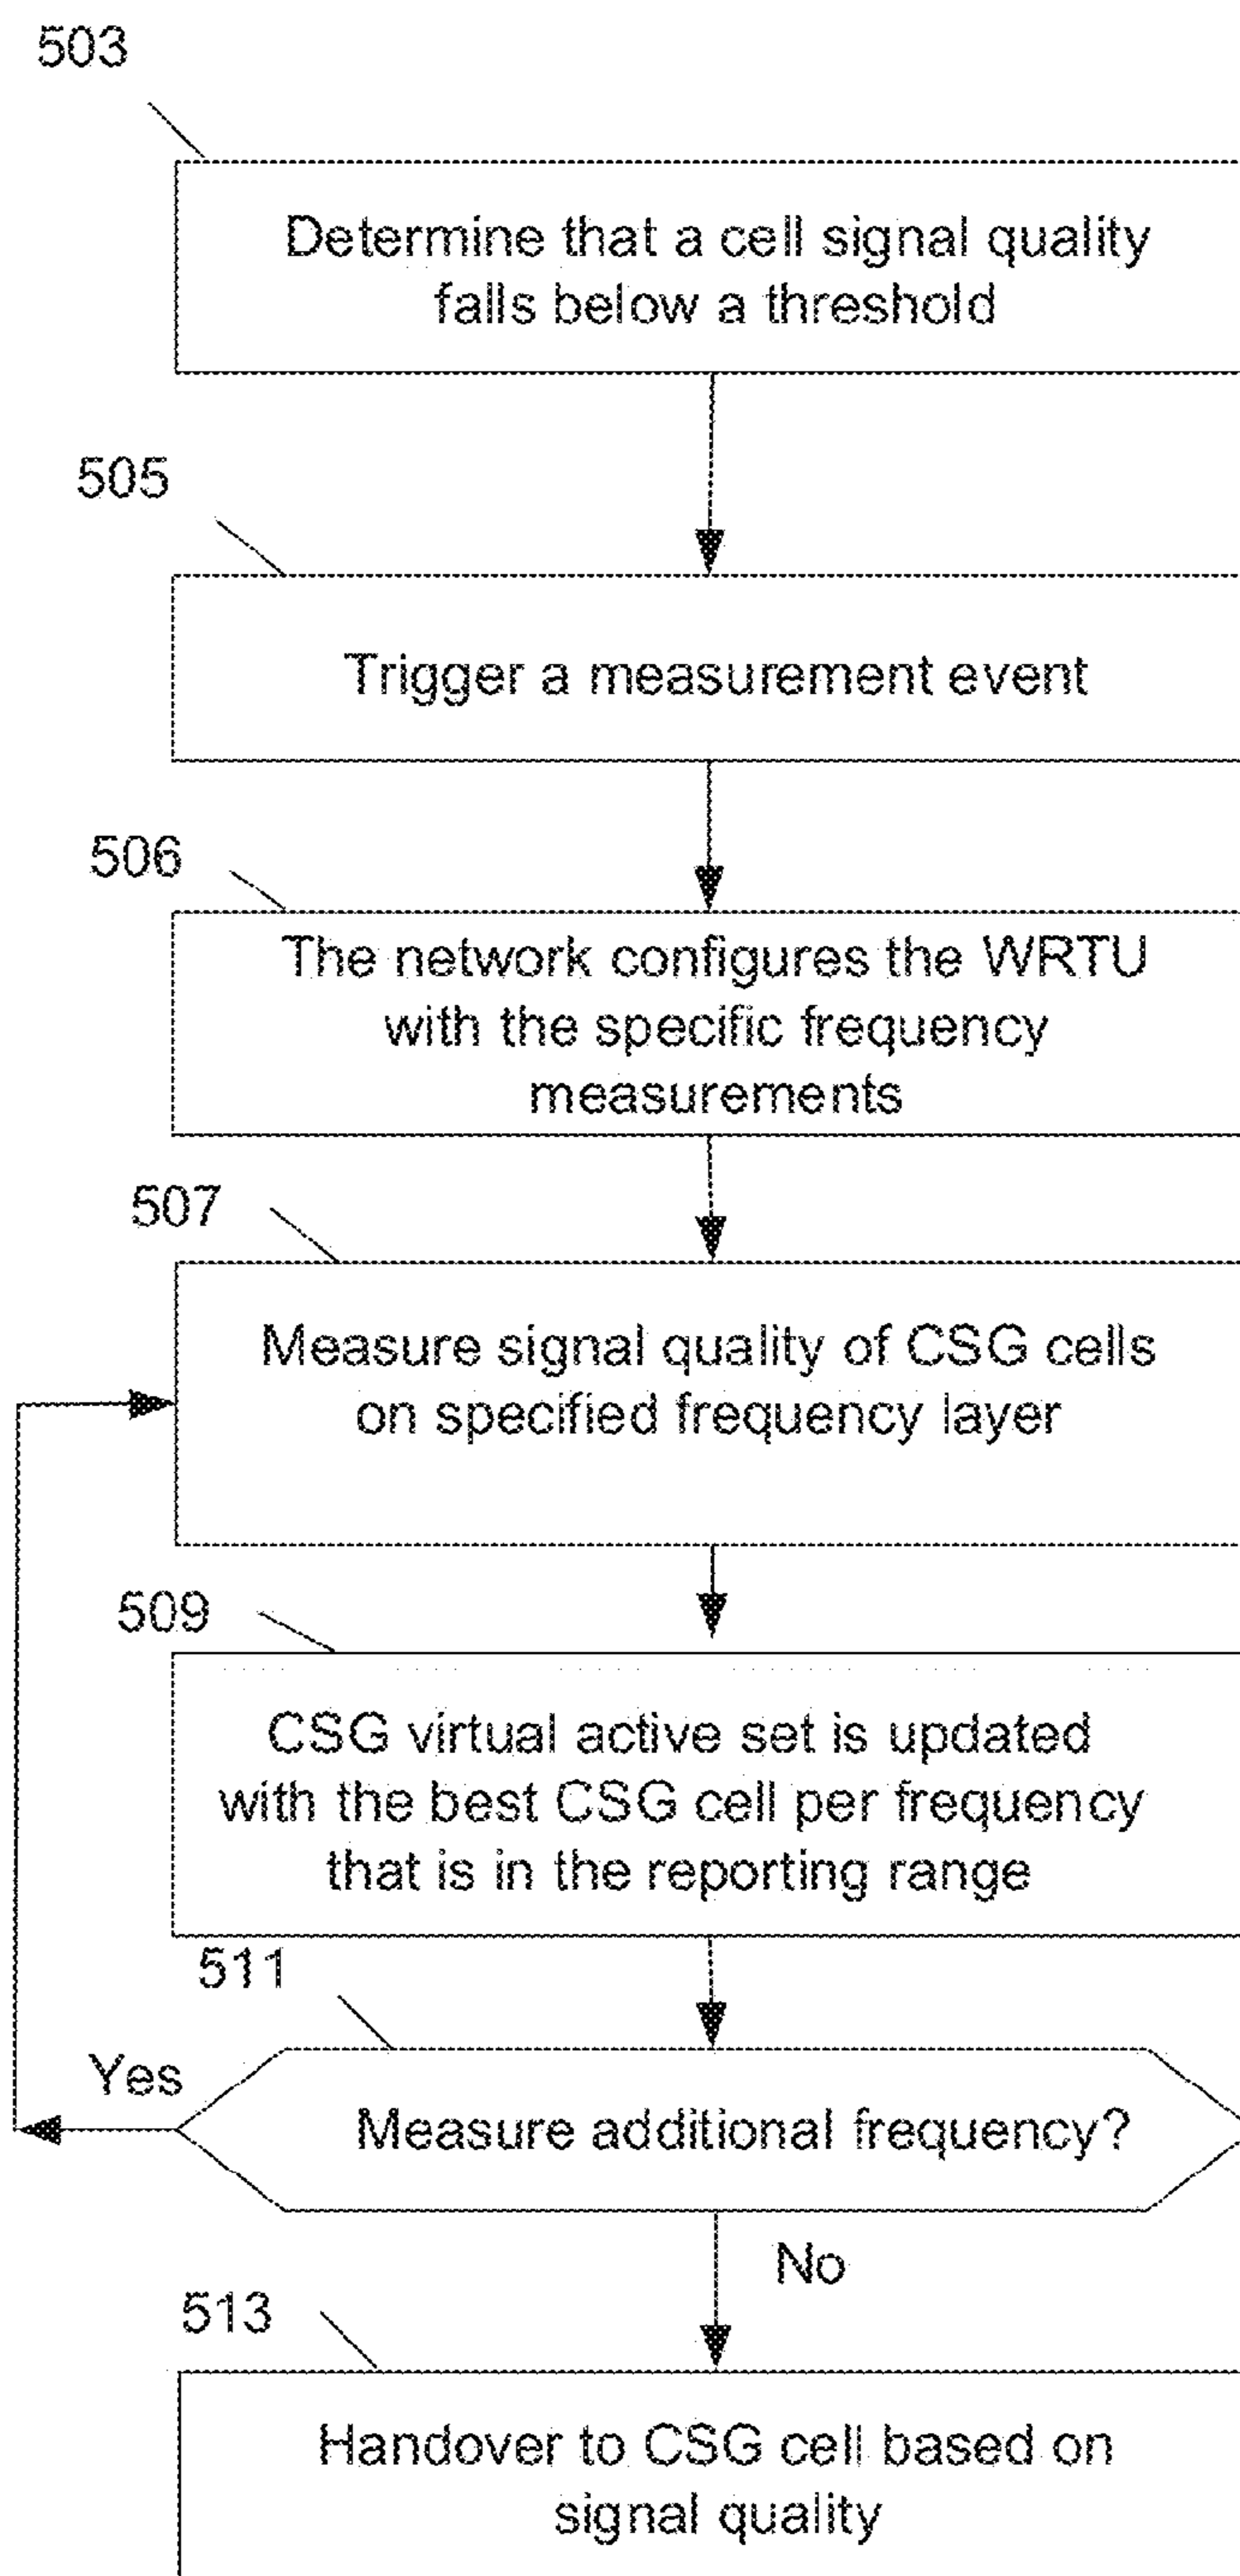 503
Determine that a cell signal quality
falls below a threshold
505
Trigger a measurement event
506
The network configures the WRTU
with the specific frequency
measurements
507
Measure signal quality of CSG cells
on specified frequency layer
509
CSG virtual active set is updated
with the best CSG cell per frequency
that is in the reporting range
511
Yes
Measure additional frequency?
No
513
Handover to CSG cell based on
signal quality